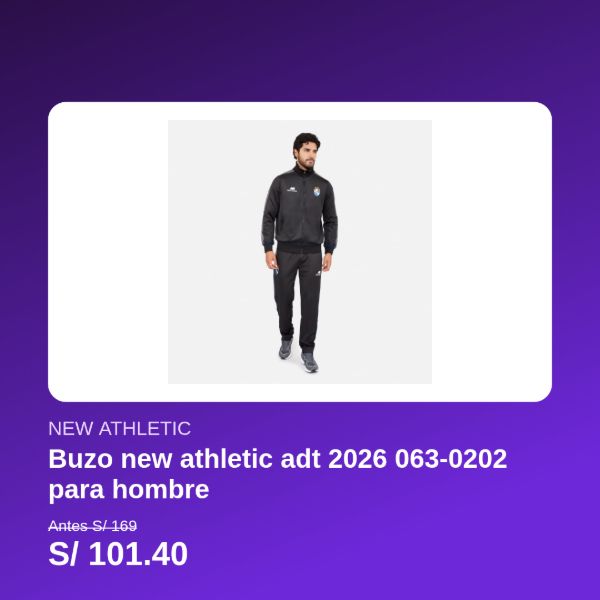 NEW ATHLETIC
Buzo new athletic adt 2026 063-0202
para hombre
Antes S/ 169
S/ 101.40